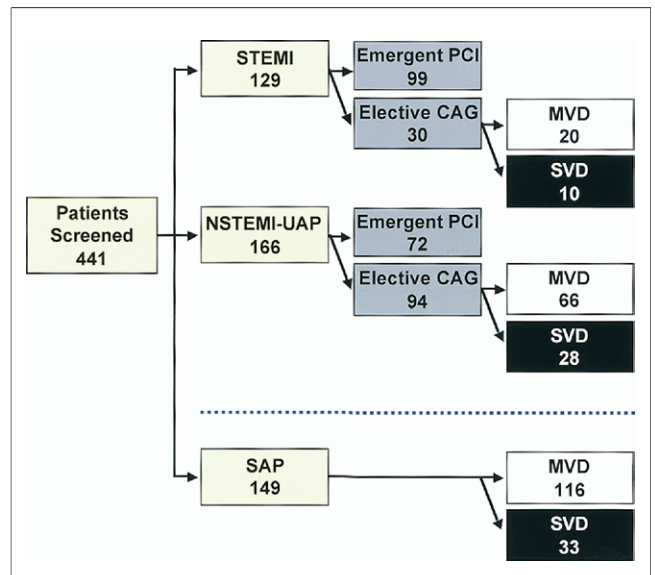 Patients
Screened
441
STEMI
129
Emergent PCI
99
Elective CAG
30
MVD
20
SVD
10
NSTEMI-UAP
166
Emergent PCI
72
Elective CAG
94
MVD
66
SVD
28
SAP
149
MVD
116
SVD
33